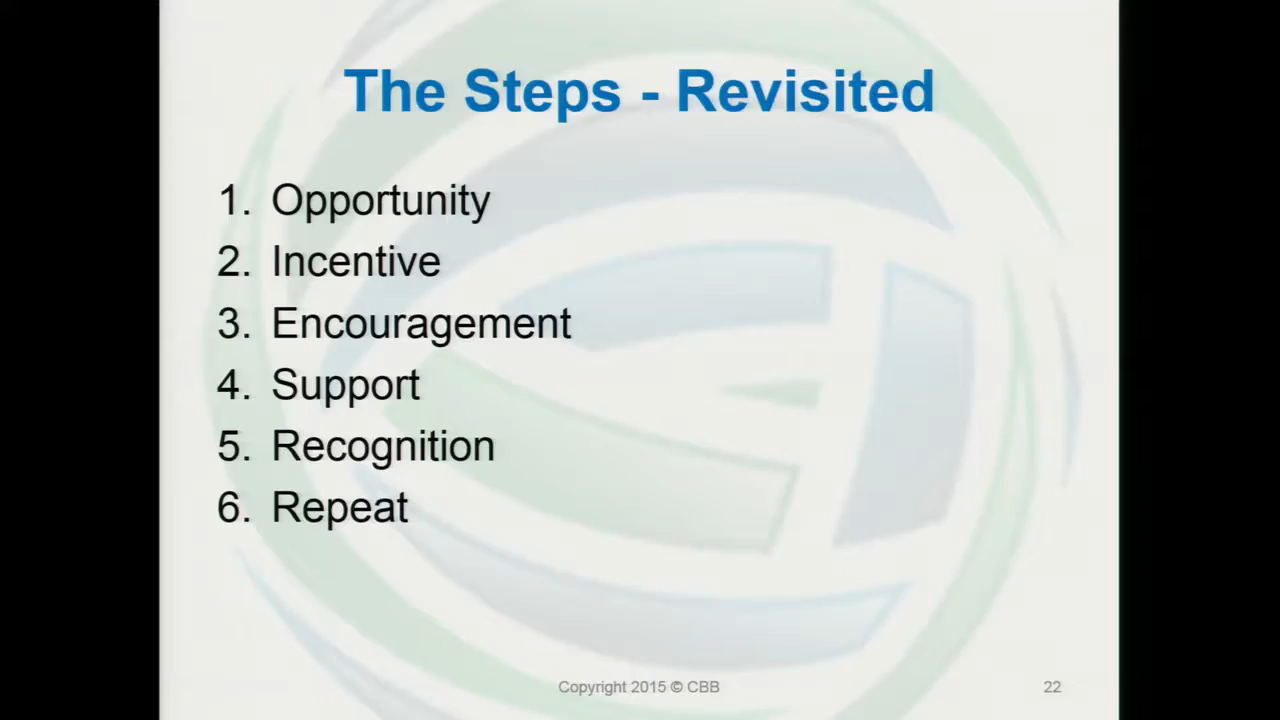 The Steps - Revisited
1. Opportunity
2. Incentive
3. Encouragement
4. Support
5. Recognition
6. Repeat
Copyright 2015 © CBB
22